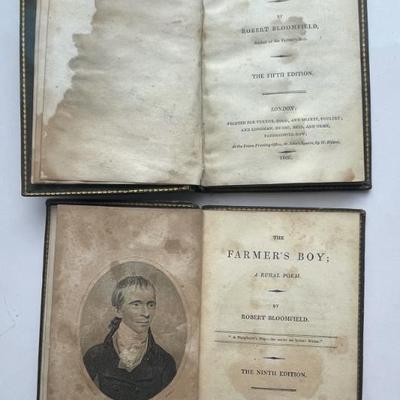 BY
ROBERT BLOOMFIELD,
Author of the Farmer's Boy.
THE FIFTH EDITION.
LONDON:
PRINTED FOR VERNOR, HOOD, AND SHARPE, POULTRY;
AND LONGMAN, HURST, REES, AND ORME,
PATERNOSTER-ROW;
THE
FARMER'S BOY;
A RURAL POEM.
BY
ROBERT BLOOMFIELD.
THE NINTH EDITION.